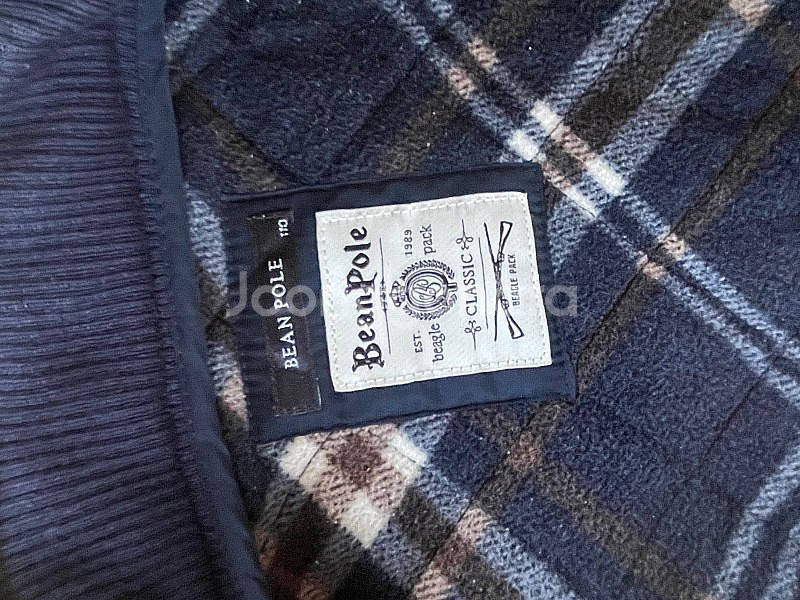 BEAN POLE 110
BeanPole
EST. 1989
beagle pack
CLASSIC
BEAGLE PACK